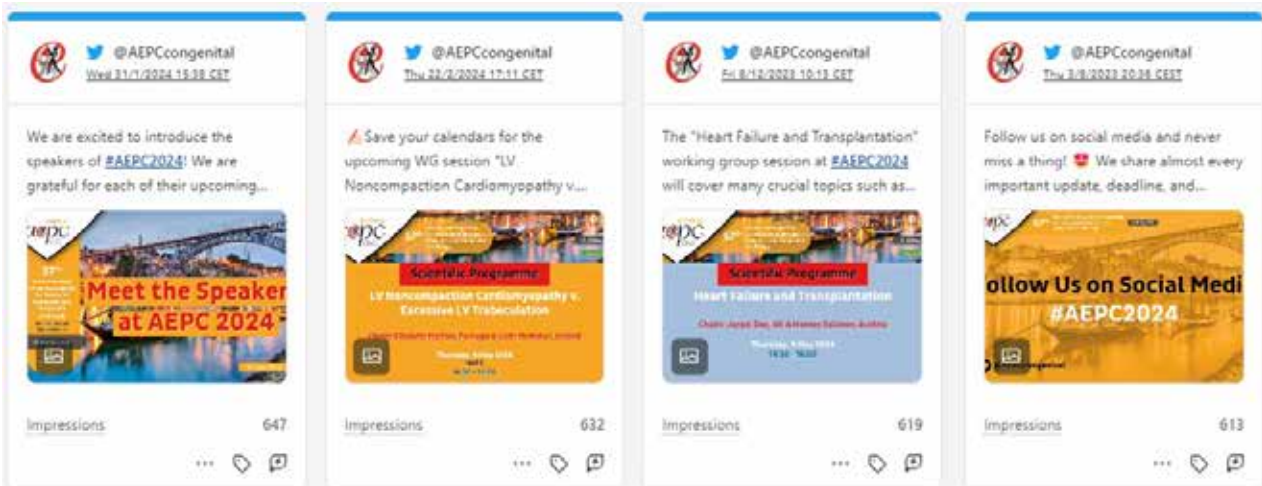 @AEPCcongenital
Wed 31/1/2024 15:38 CET
We are excited to introduce the
speakers of #AEPC2024! We are
grateful for each of their upcoming...
Meet the Speaker
at AEPC 2024
Impressions 647
@AEPCcongenital
Thu 22/2/2024 17:11 CET
Save your calendars for the
upcoming WG session "LV
Noncompaction Cardiomyopathy v....
Scientific Programme
LV Noncompaction Cardiomyopathy v.
Excessive LV Trabeculation
Impressions 632
@AEPCcongenital
Fri 8/12/2023 10:13 CET
The "Heart Failure and Transplantation"
working group session at #AEPC2024
will cover many crucial topics such as...
Scientific Programme
Heart Failure and Transplantation
Impressions 619
@AEPCcongenital
Thu 3/8/2023 20:36 CEST
Follow us on social media and never
miss a thing! We share almost every
important update, deadline, and...
ollow Us on Social Medi
#AEPC2024
Impressions 613